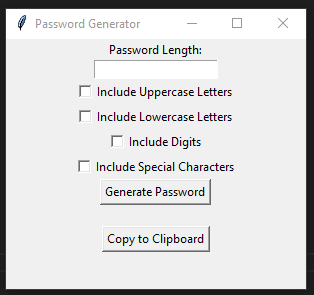 Password Generator
Password Length:
Include Uppercase Letters
Include Lowercase Letters
Include Digits
Include Special Characters
Generate Password
Copy to Clipboard